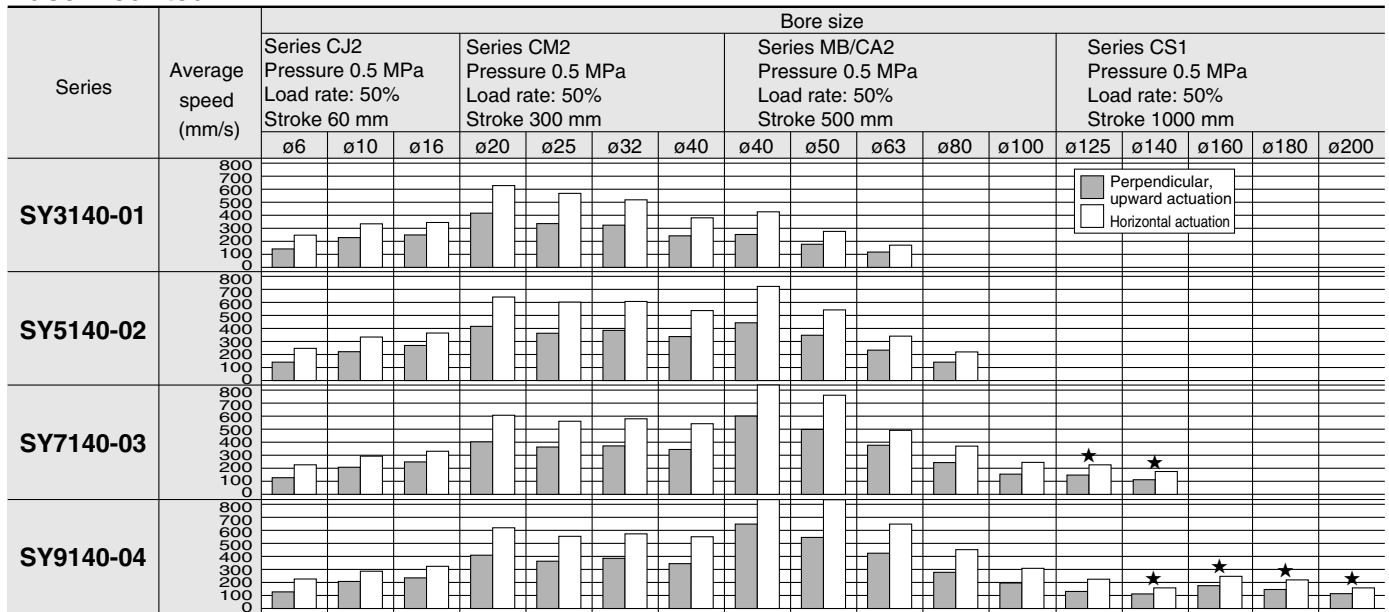 Bore size
Series
Average
speed
(mm/s)
Series CJ2
Pressure 0.5 MPa
Load rate: 50%
Stroke 60 mm
Series CM2
Pressure 0.5 MPa
Load rate: 50%
Stroke 300 mm
Series MB/CA2
Pressure 0.5 MPa
Load rate: 50%
Stroke 500 mm
Series CS1
Pressure 0.5 MPa
Load rate: 50%
Stroke 1000 mm
ø6 ø10 ø16 ø20 ø25 ø32 ø40 ø40 ø50 ø63 ø80 ø100 ø125 ø140 ø160 ø180 ø200
SY3140-01
800
700
600
500
400
300
200
100
0
Perpendicular,
upward actuation
Horizontal actuation
SY5140-02
800
700
600
500
400
300
200
100
0
SY7140-03
800
700
600
500
400
300
200
100
0
★ ★
SY9140-04
800
700
600
500
400
300
200
100
0
★ ★ ★ ★